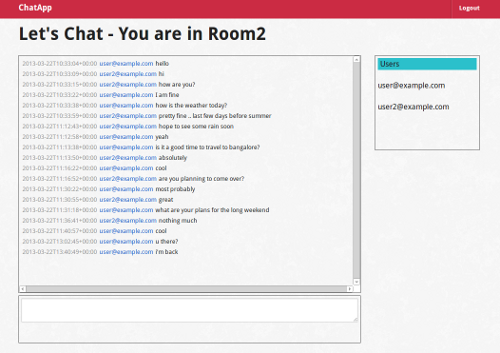 ChatApp
Logout
Let's Chat - You are in Room2
2013-03-22T10:33:04+00:00 user@example.com hello
2013-03-22T10:33:09+00:00 user2@example.com hi
2013-03-22T10:33:15+00:00 user2@example.com how are you?
2013-03-22T10:33:22+00:00 user@example.com I am fine
2013-03-22T10:33:38+00:00 user@example.com how is the weather today?
2013-03-22T10:33:59+00:00 user2@example.com pretty fine .. last few days before summer
2013-03-22T11:12:43+00:00 user2@example.com hope to see some rain soon
2013-03-22T11:12:58+00:00 user@example.com yeah
2013-03-22T11:13:38+00:00 user@example.com is it a good time to travel to bangalore?
2013-03-22T11:13:50+00:00 user2@example.com absolutely
2013-03-22T11:16:22+00:00 user2@example.com cool
2013-03-22T11:16:52+00:00 user2@example.com are you planning to come over?
2013-03-22T11:30:22+00:00 user@example.com most probably
2013-03-22T11:30:55+00:00 user2@example.com great
2013-03-22T11:31:18+00:00 user@example.com what are your plans for the long weekend
2013-03-22T11:36:41+00:00 user2@example.com nothing much
2013-03-22T11:40:57+00:00 user@example.com cool
2013-03-22T13:02:45+00:00 user@example.com u there?
2013-03-22T13:40:49+00:00 user2@example.com i'm back
Users
user@example.com
user2@example.com